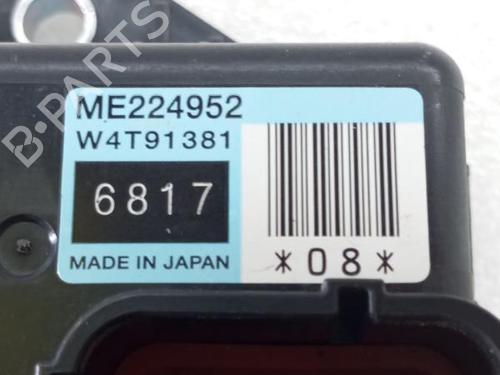 ME224952
W4T91381
6817
MADE IN JAPAN
*08*
B-PARTS